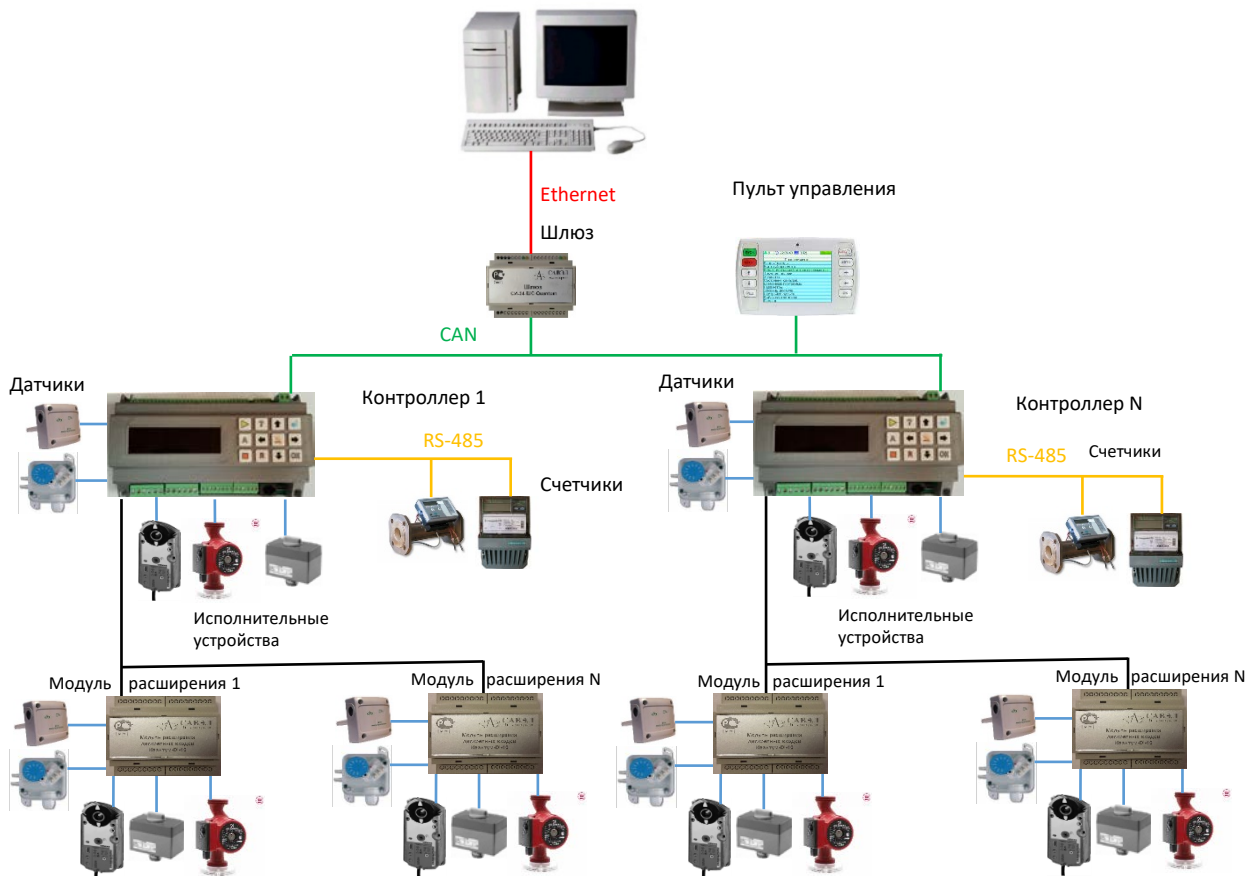 Ethernet
Пульт управления
Шлюз
CAN
Датчики
Контроллер 1
RS-485
Счетчики
Исполнительные
устройства
Датчики
Контроллер N
RS-485
Счетчики
Исполнительные
устройства
Модуль расширения 1
Модуль расширения N
Модуль расширения 1
Модуль расширения N